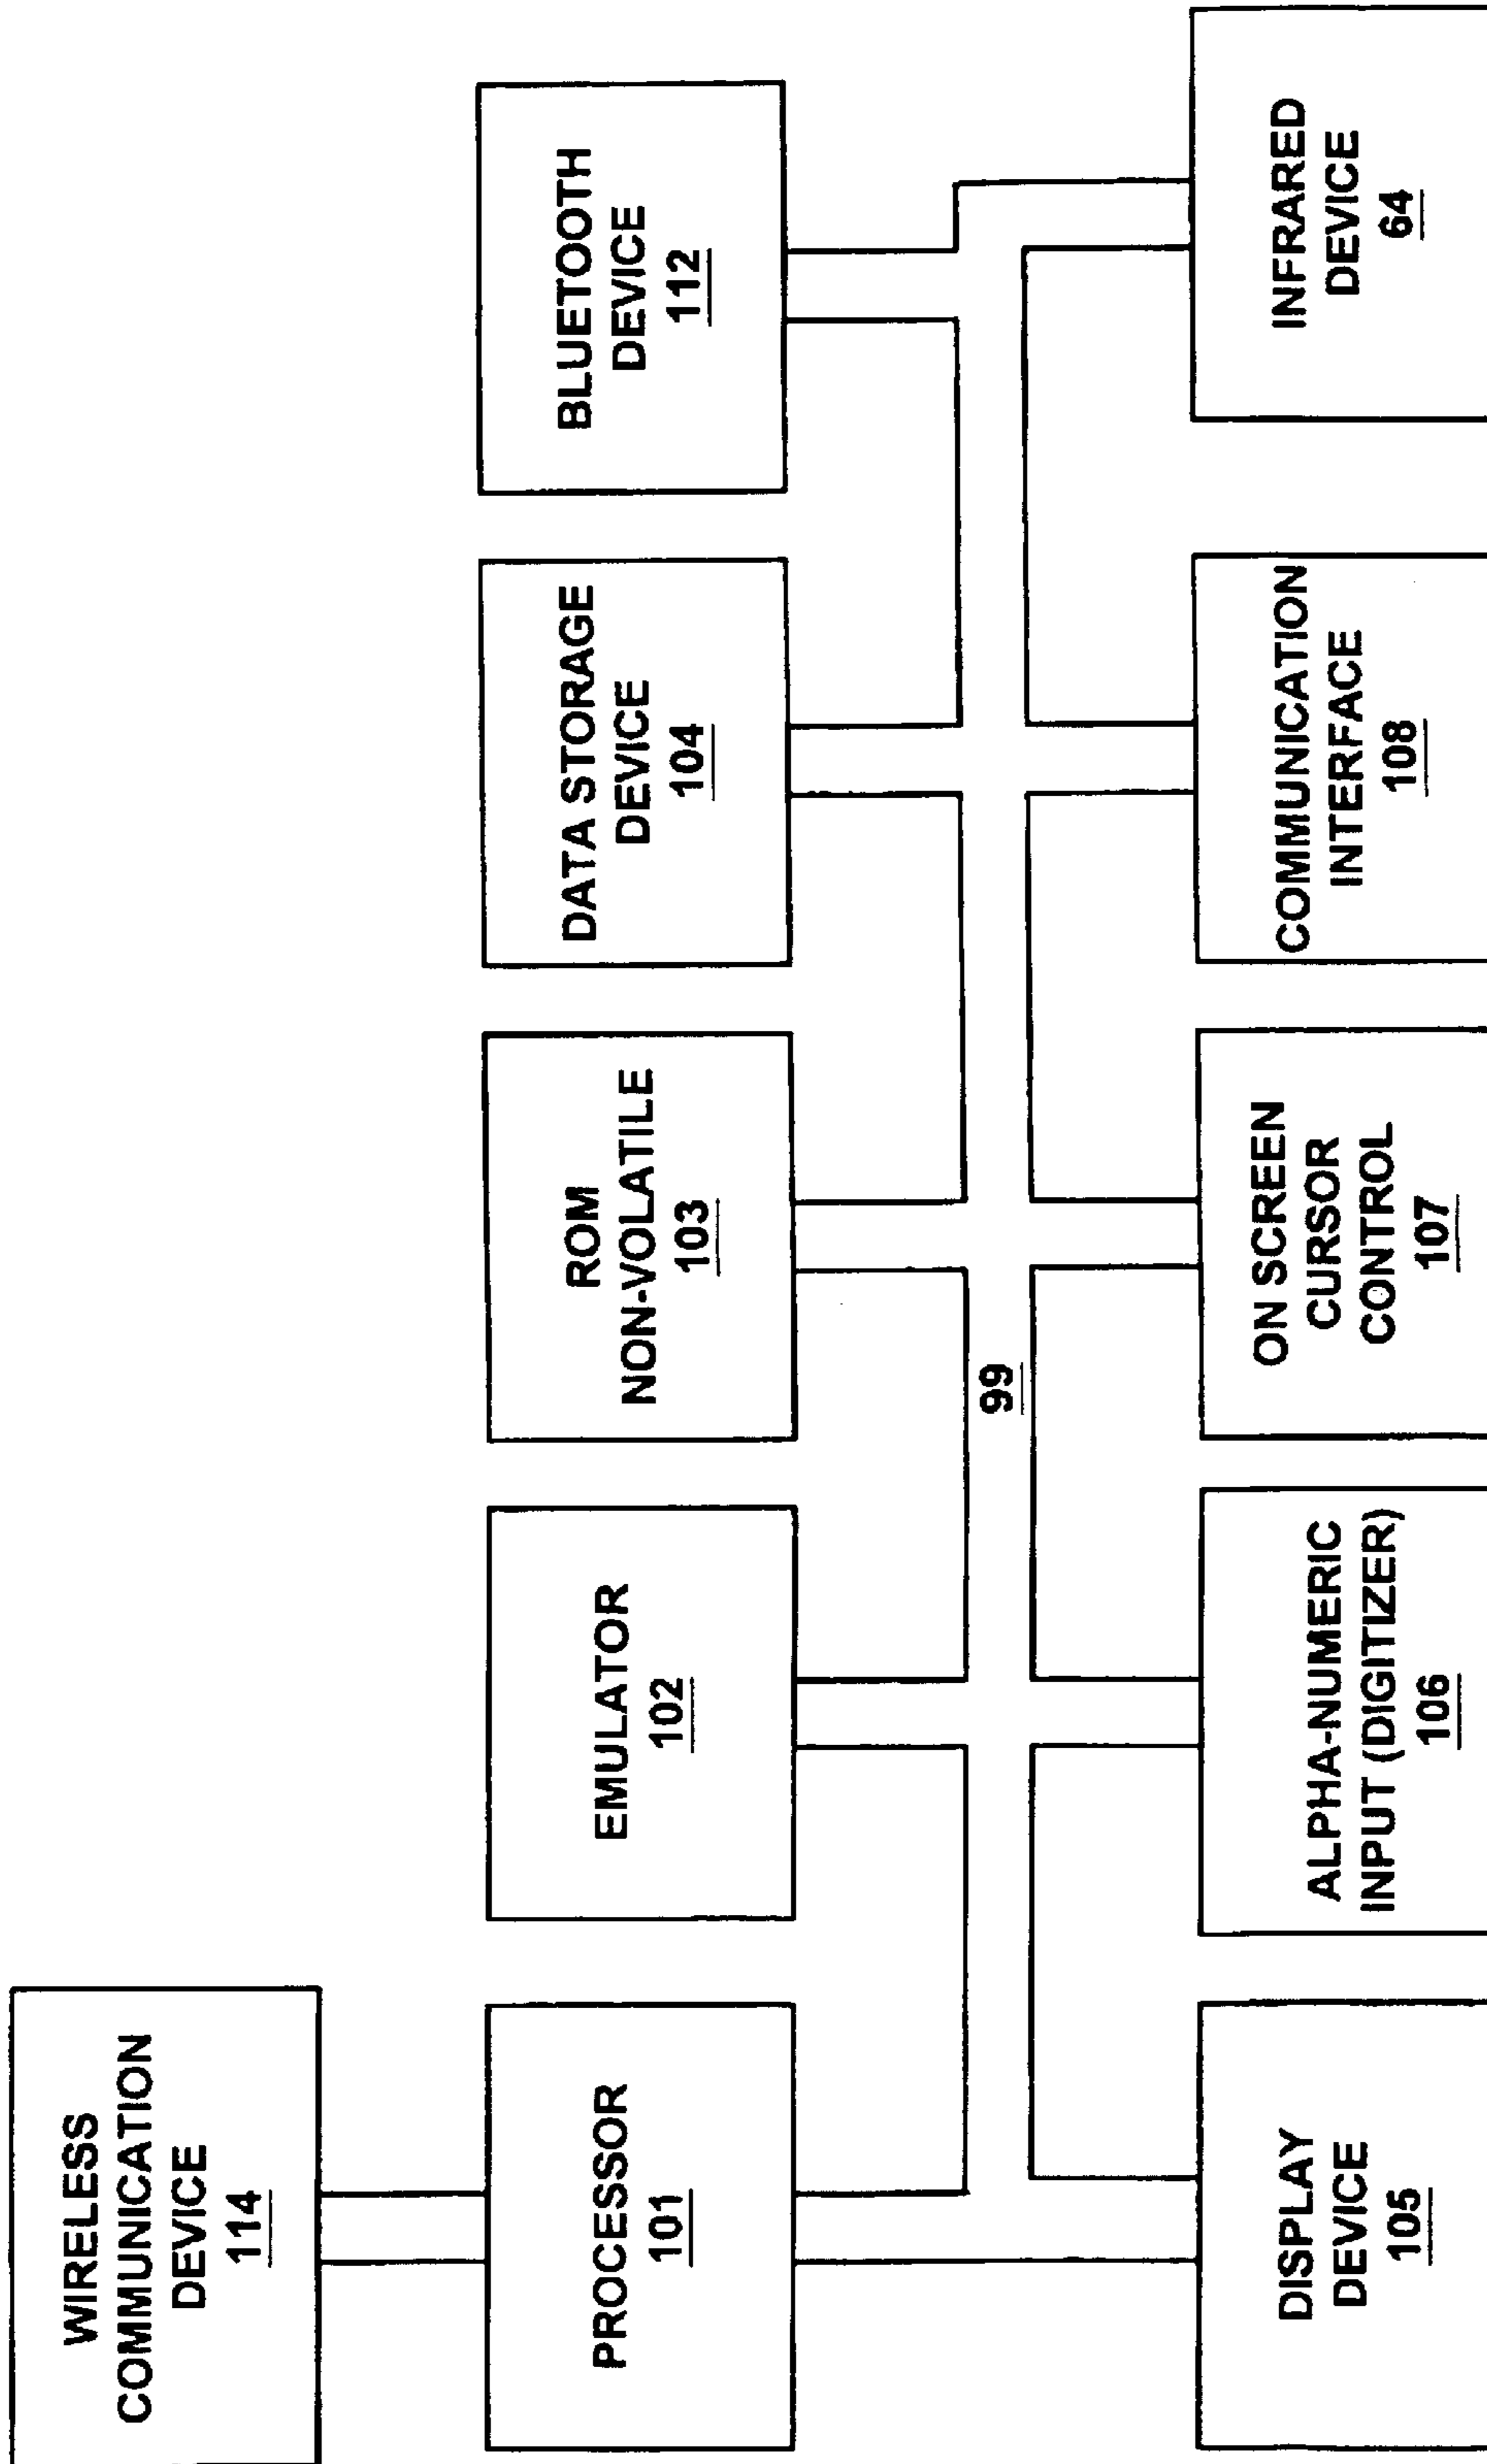 WIRELESS
COMMUNICATION
DEVICE
114
PROCESSOR
101
EMULATOR
102
ROM
NON-VOLATILE
103
DATA STORAGE
DEVICE
104
BLUETOOTH
DEVICE
112
99
DISPLAY
DEVICE
105
ALPHA-NUMERIC
INPUT (DIGITIZER)
106
ON SCREEN
CURSOR
CONTROL
107
COMMUNICATION
INTERFACE
108
INFRARED
DEVICE
64